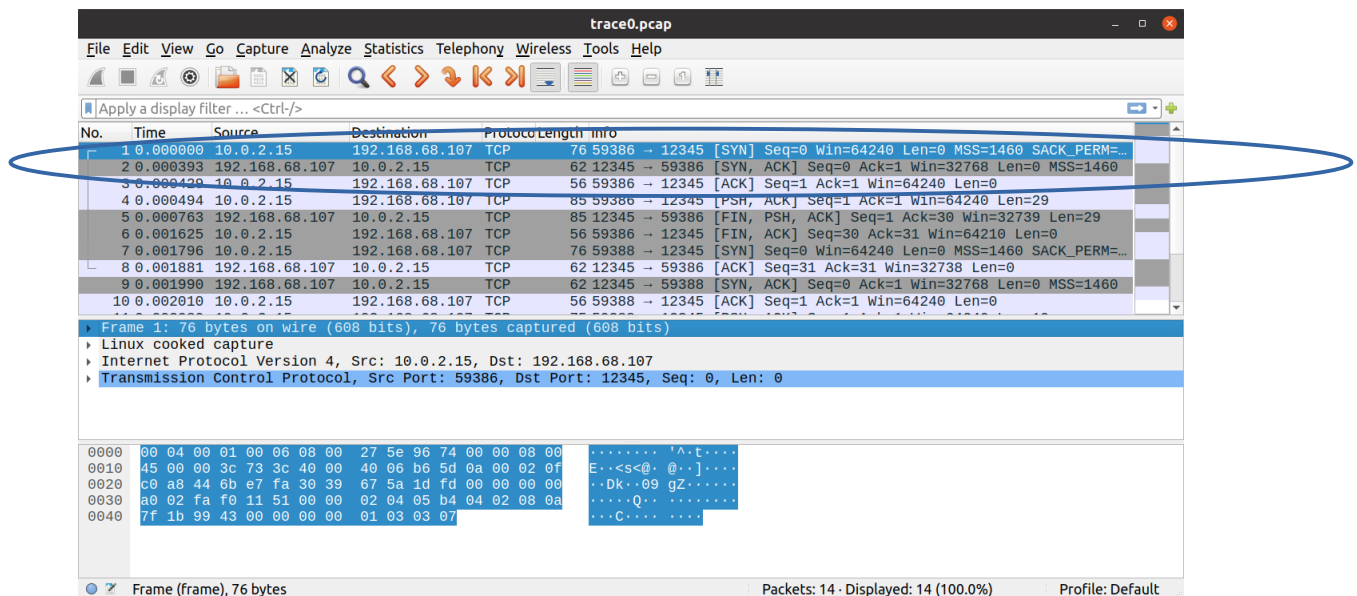 trace0.pcap
File Edit View Go Capture Analyze Statistics Telephony Wireless Tools Help
Apply a display filter … <Ctrl-/>
No. Time Source Destination Protoco Length Info
1 0.000000 10.0.2.15 192.168.68.107 TCP 76 59386 → 12345 [SYN] Seq=0 Win=64240 Len=0 MSS=1460 SACK_PERM=…
2 0.000393 192.168.68.107 10.0.2.15 TCP 62 12345 → 59386 [SYN, ACK] Seq=0 Ack=1 Win=32768 Len=0 MSS=1460
3 0.000429 10.0.2.15 192.168.68.107 TCP 56 59386 → 12345 [ACK] Seq=1 Ack=1 Win=64240 Len=0
4 0.000494 10.0.2.15 192.168.68.107 TCP 85 59386 → 12345 [PSH, ACK] Seq=1 Ack=1 Win=64240 Len=29
5 0.000763 192.168.68.107 10.0.2.15 TCP 85 12345 → 59386 [FIN, PSH, ACK] Seq=1 Ack=30 Win=32739 Len=29
6 0.001625 10.0.2.15 192.168.68.107 TCP 56 59386 → 12345 [FIN, ACK] Seq=30 Ack=31 Win=64210 Len=0
7 0.001796 10.0.2.15 192.168.68.107 TCP 76 59388 → 12345 [SYN] Seq=0 Win=64240 Len=0 MSS=1460 SACK_PERM=…
8 0.001881 192.168.68.107 10.0.2.15 TCP 62 12345 → 59386 [ACK] Seq=31 Ack=31 Win=32738 Len=0
9 0.001990 192.168.68.107 10.0.2.15 TCP 62 12345 → 59388 [SYN, ACK] Seq=0 Ack=1 Win=32768 Len=0 MSS=1460
10 0.002010 10.0.2.15 192.168.68.107 TCP 56 59388 → 12345 [ACK] Seq=1 Ack=1 Win=64240 Len=0
Frame 1: 76 bytes on wire (608 bits), 76 bytes captured (608 bits)
Linux cooked capture
Internet Protocol Version 4, Src: 10.0.2.15, Dst: 192.168.68.107
Transmission Control Protocol, Src Port: 59386, Dst Port: 12345, Seq: 0, Len: 0
0000 00 04 00 01 00 06 08 00 27 5e 96 74 00 00 08 00 ········ '^·t····
0010 45 00 00 3c 73 3c 40 00 40 06 b6 5d 0a 00 02 0f E··<s<@· @··]····
0020 c0 a8 44 6b e7 fa 30 39 67 5a 1d fd 00 00 00 00 ··Dk··09 gZ······
0030 a0 02 fa f0 11 51 00 00 02 04 05 b4 04 02 08 0a ·····Q·· ········
0040 7f 1b 99 43 00 00 00 00 01 03 03 07 ···C···· ····
Frame (frame), 76 bytes Packets: 14 · Displayed: 14 (100.0%) Profile: Default